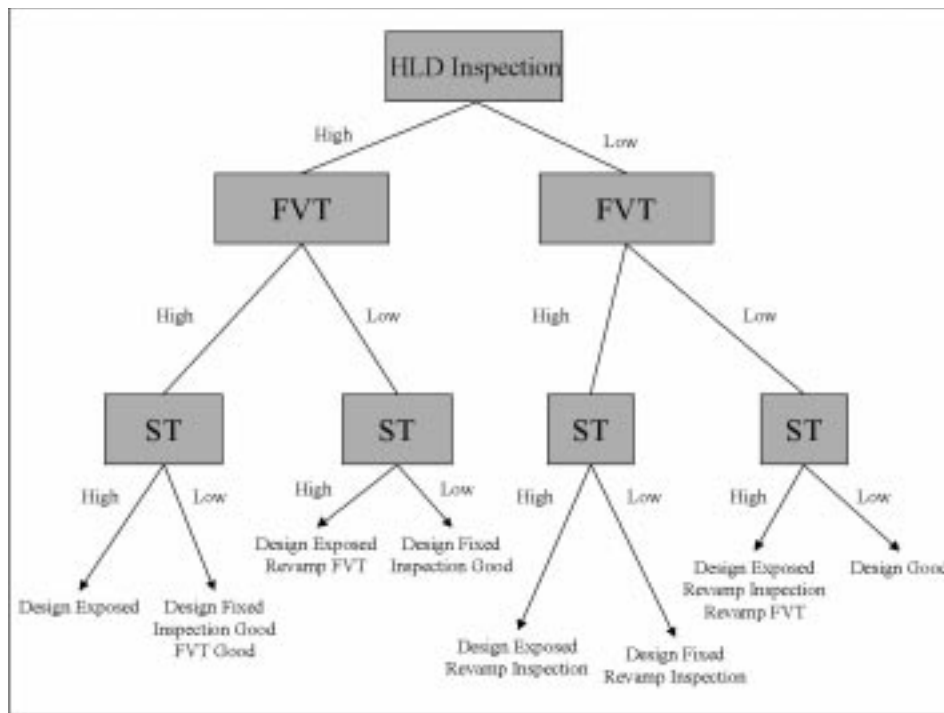 HLD Inspection
High
Low
FVT
FVT
High
Low
High
Low
ST
ST
ST
ST
High
Low
High
Low
High
Low
High
Low
Design Exposed
Design Fixed
Inspection Good
FVT Good
Design Exposed
Revamp FVT
Design Fixed
Inspection Good
Design Exposed
Revamp Inspection
Design Fixed
Revamp Inspection
Design Exposed
Revamp Inspection
Revamp FVT
Design Good